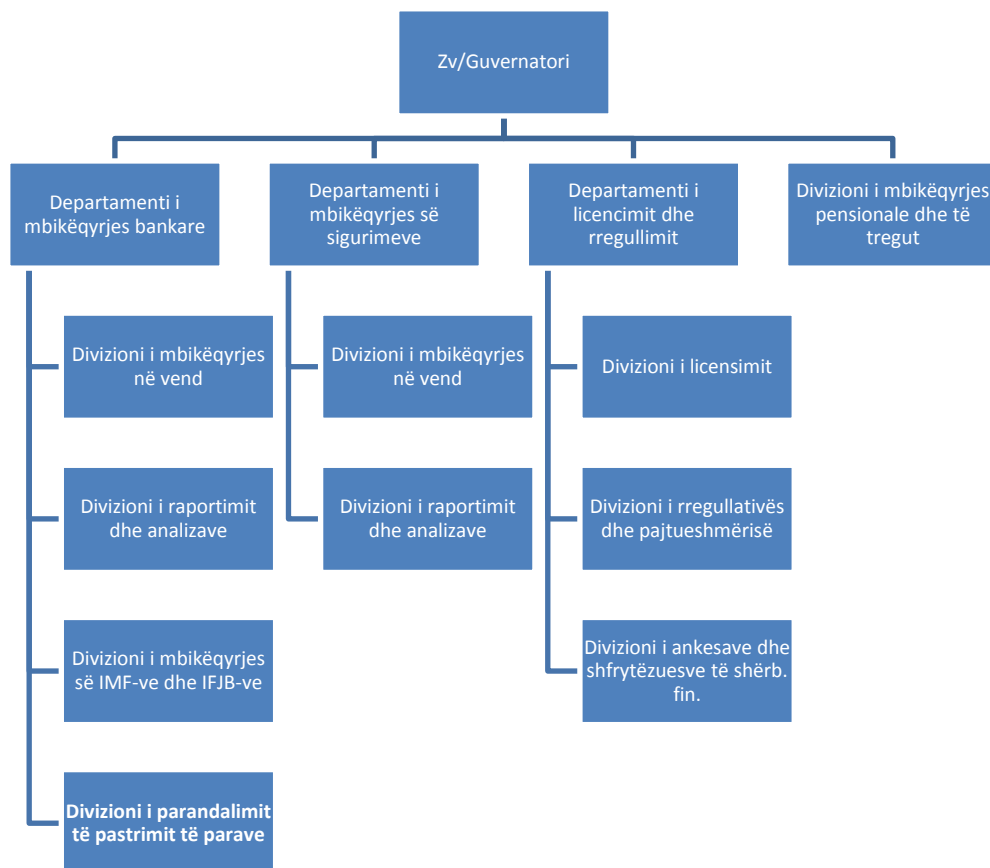 Zv/Guvernatori
Departamenti i
mbikëqyrjes bankare
Departamenti i
mbikëqyrjes së
sigurimeve
Departamenti i
licencimit dhe
rregullimit
Divizioni i mbikëqyrjes
pensionale dhe të
tregut
Divizioni i mbikëqyrjes
në vend
Divizioni i raportimit
dhe analizave
Divizioni i mbikëqyrjes
së IMF-ve dhe IFJB-ve
Divizioni i parandalimit
të pastrimit të parave
Divizioni i mbikëqyrjes
në vend
Divizioni i raportimit
dhe analizave
Divizioni i licensimit
Divizioni i rregullativës
dhe pajtueshmërisë
Divizioni i ankesave dhe
shfrytëzuesve të shërb.
fin.